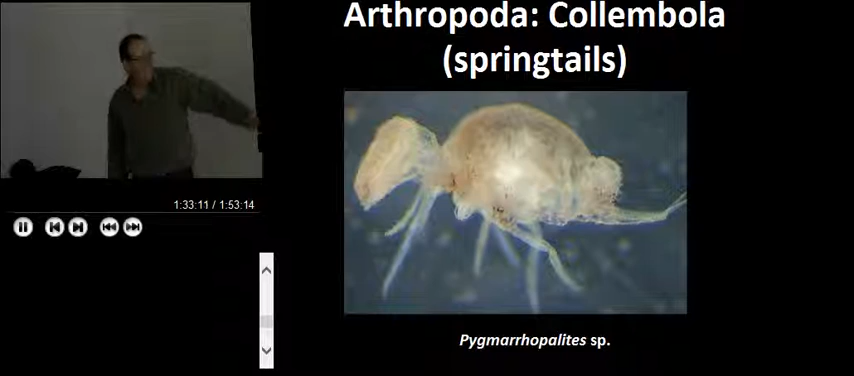 Arthropoda: Collembola
(springtails)
1:33:11 / 1:53:14
Pygmarrhopalites sp.